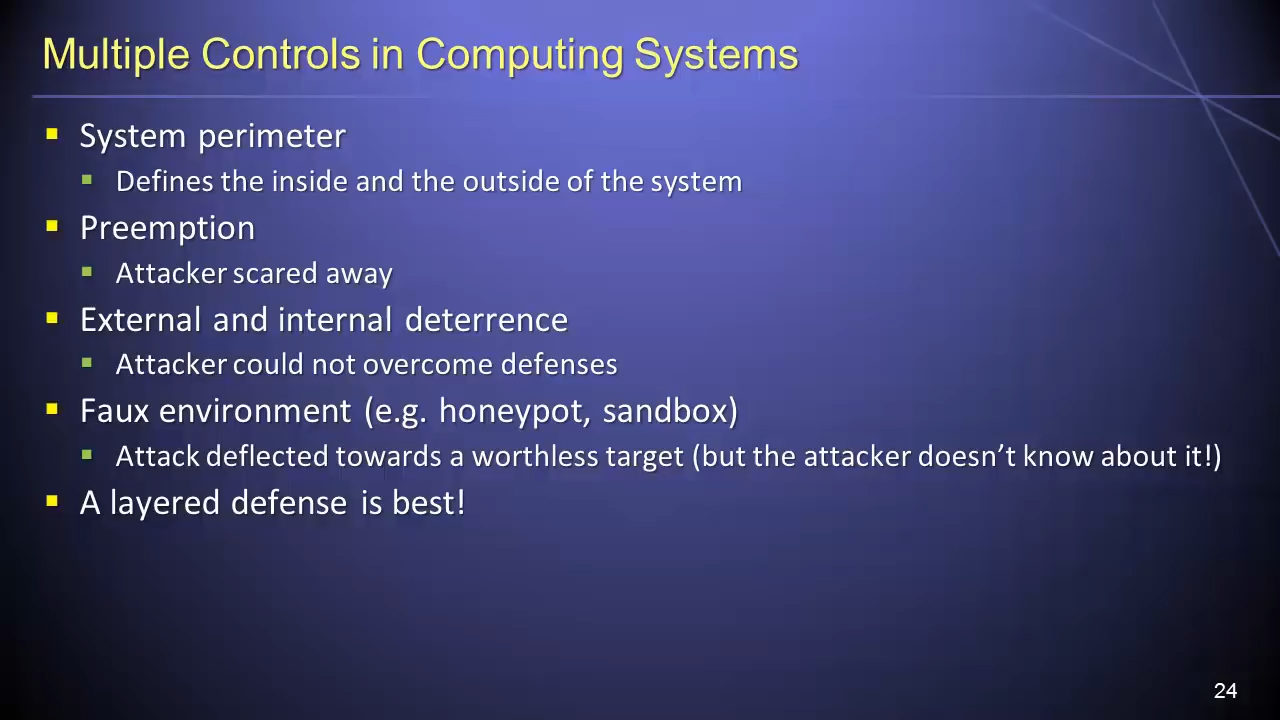 Multiple Controls in Computing Systems
System perimeter
Defines the inside and the outside of the system
Preemption
Attacker scared away
External and internal deterrence
Attacker could not overcome defenses
Faux environment (e.g. honeypot, sandbox)
Attack deflected towards a worthless target (but the attacker doesn’t know about it!)
A layered defense is best!
24